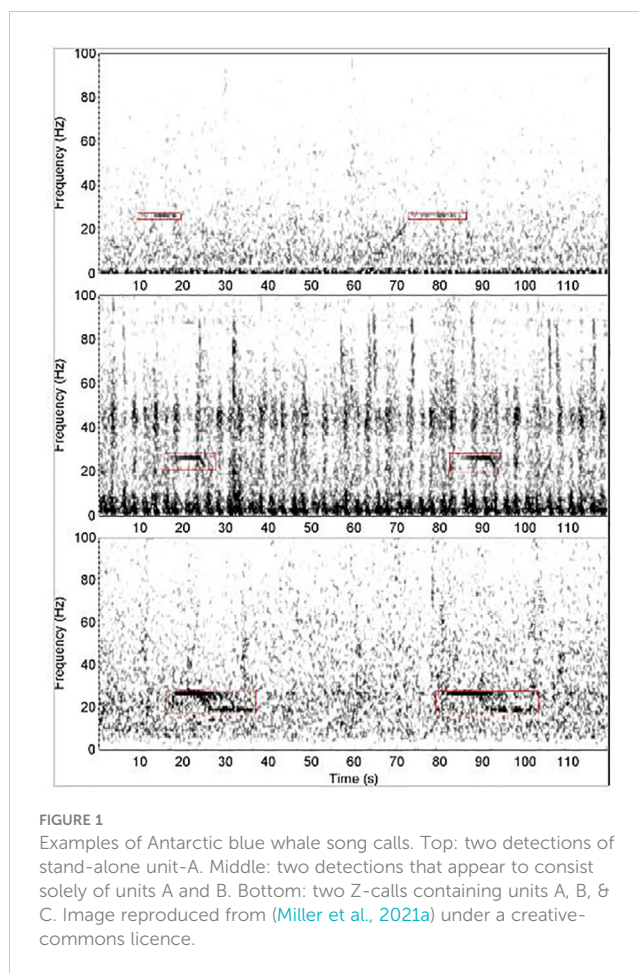 100
80
60
40
20
0
Frequency (Hz)
10 20 30 40 50 60 70 80 90 100 110
100
80
60
40
20
0
Frequency (Hz)
10 20 30 40 50 60 70 80 90 100 110
100
80
60
40
20
0
Frequency (Hz)
10 20 30 40 50 60 70 80 90 100 110
Time (s)
FIGURE 1
Examples of Antarctic blue whale song calls. Top: two detections of
stand-alone unit-A. Middle: two detections that appear to consist
solely of units A and B. Bottom: two Z-calls containing units A, B, &
C. Image reproduced from (Miller et al., 2021a) under a creative-
commons licence.